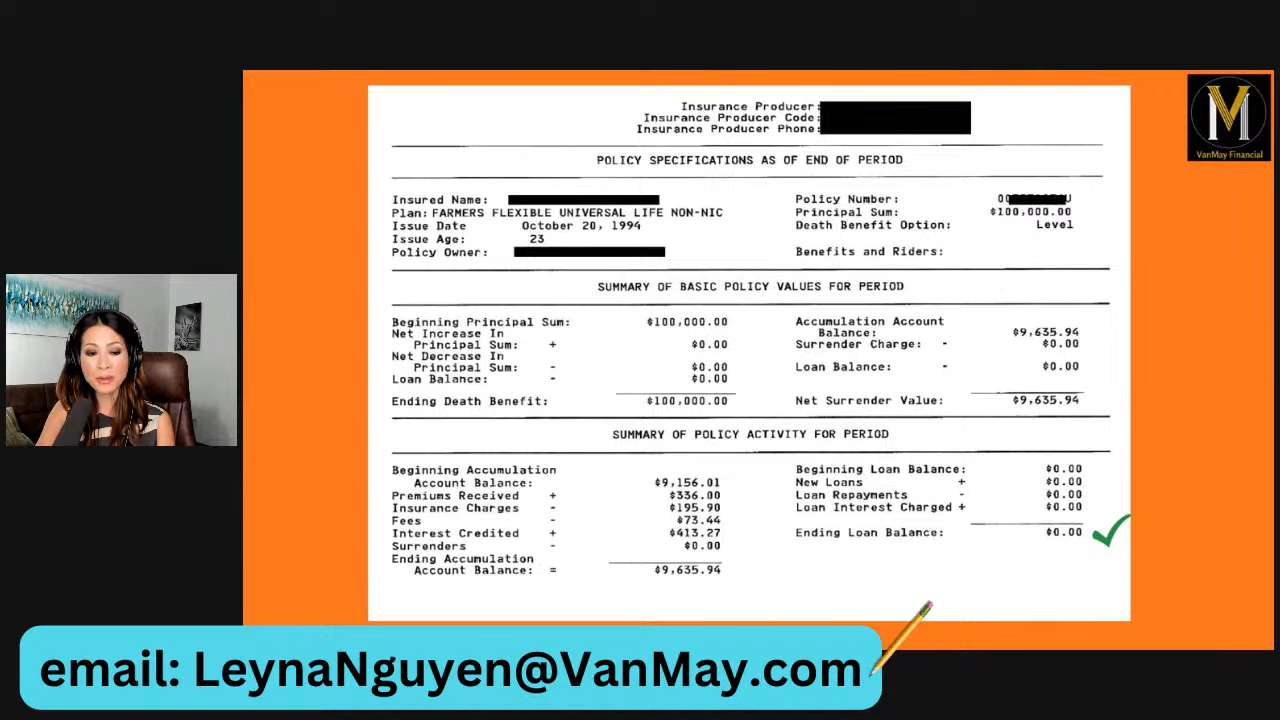 VanMay Financial
Insurance Producer:
Insurance Producer Code:
Insurance Producer Phone:
POLICY SPECIFICATIONS AS OF END OF PERIOD
Insured Name:
Policy Number:
Plan: FARMERS FLEXIBLE UNIVERSAL LIFE NON-NIC
Principal Sum: $100,000.00
Issue Date October 20, 1994
Death Benefit Option: Level
Issue Age: 23
Policy Owner:
Benefits and Riders:
SUMMARY OF BASIC POLICY VALUES FOR PERIOD
Beginning Principal Sum: $100,000.00
Net Increase In
Principal Sum: + $0.00
Net Decrease In
Principal Sum: - $0.00
Loan Balance: - $0.00
Ending Death Benefit: $100,000.00
Accumulation Account
Balance: $9,635.94
Surrender Charge: - $0.00
Loan Balance: - $0.00
Net Surrender Value: $9,635.94
SUMMARY OF POLICY ACTIVITY FOR PERIOD
Beginning Accumulation
Account Balance: $9,156.01
Premiums Received + $336.00
Insurance Charges - $195.90
Fees - $73.44
Interest Credited + $413.27
Surrenders - $0.00
Ending Accumulation
Account Balance: = $9,635.94
Beginning Loan Balance: $0.00
New Loans + $0.00
Loan Repayments - $0.00
Loan Interest Charged + $0.00
Ending Loan Balance: $0.00
email: LeynaNguyen@VanMay.com